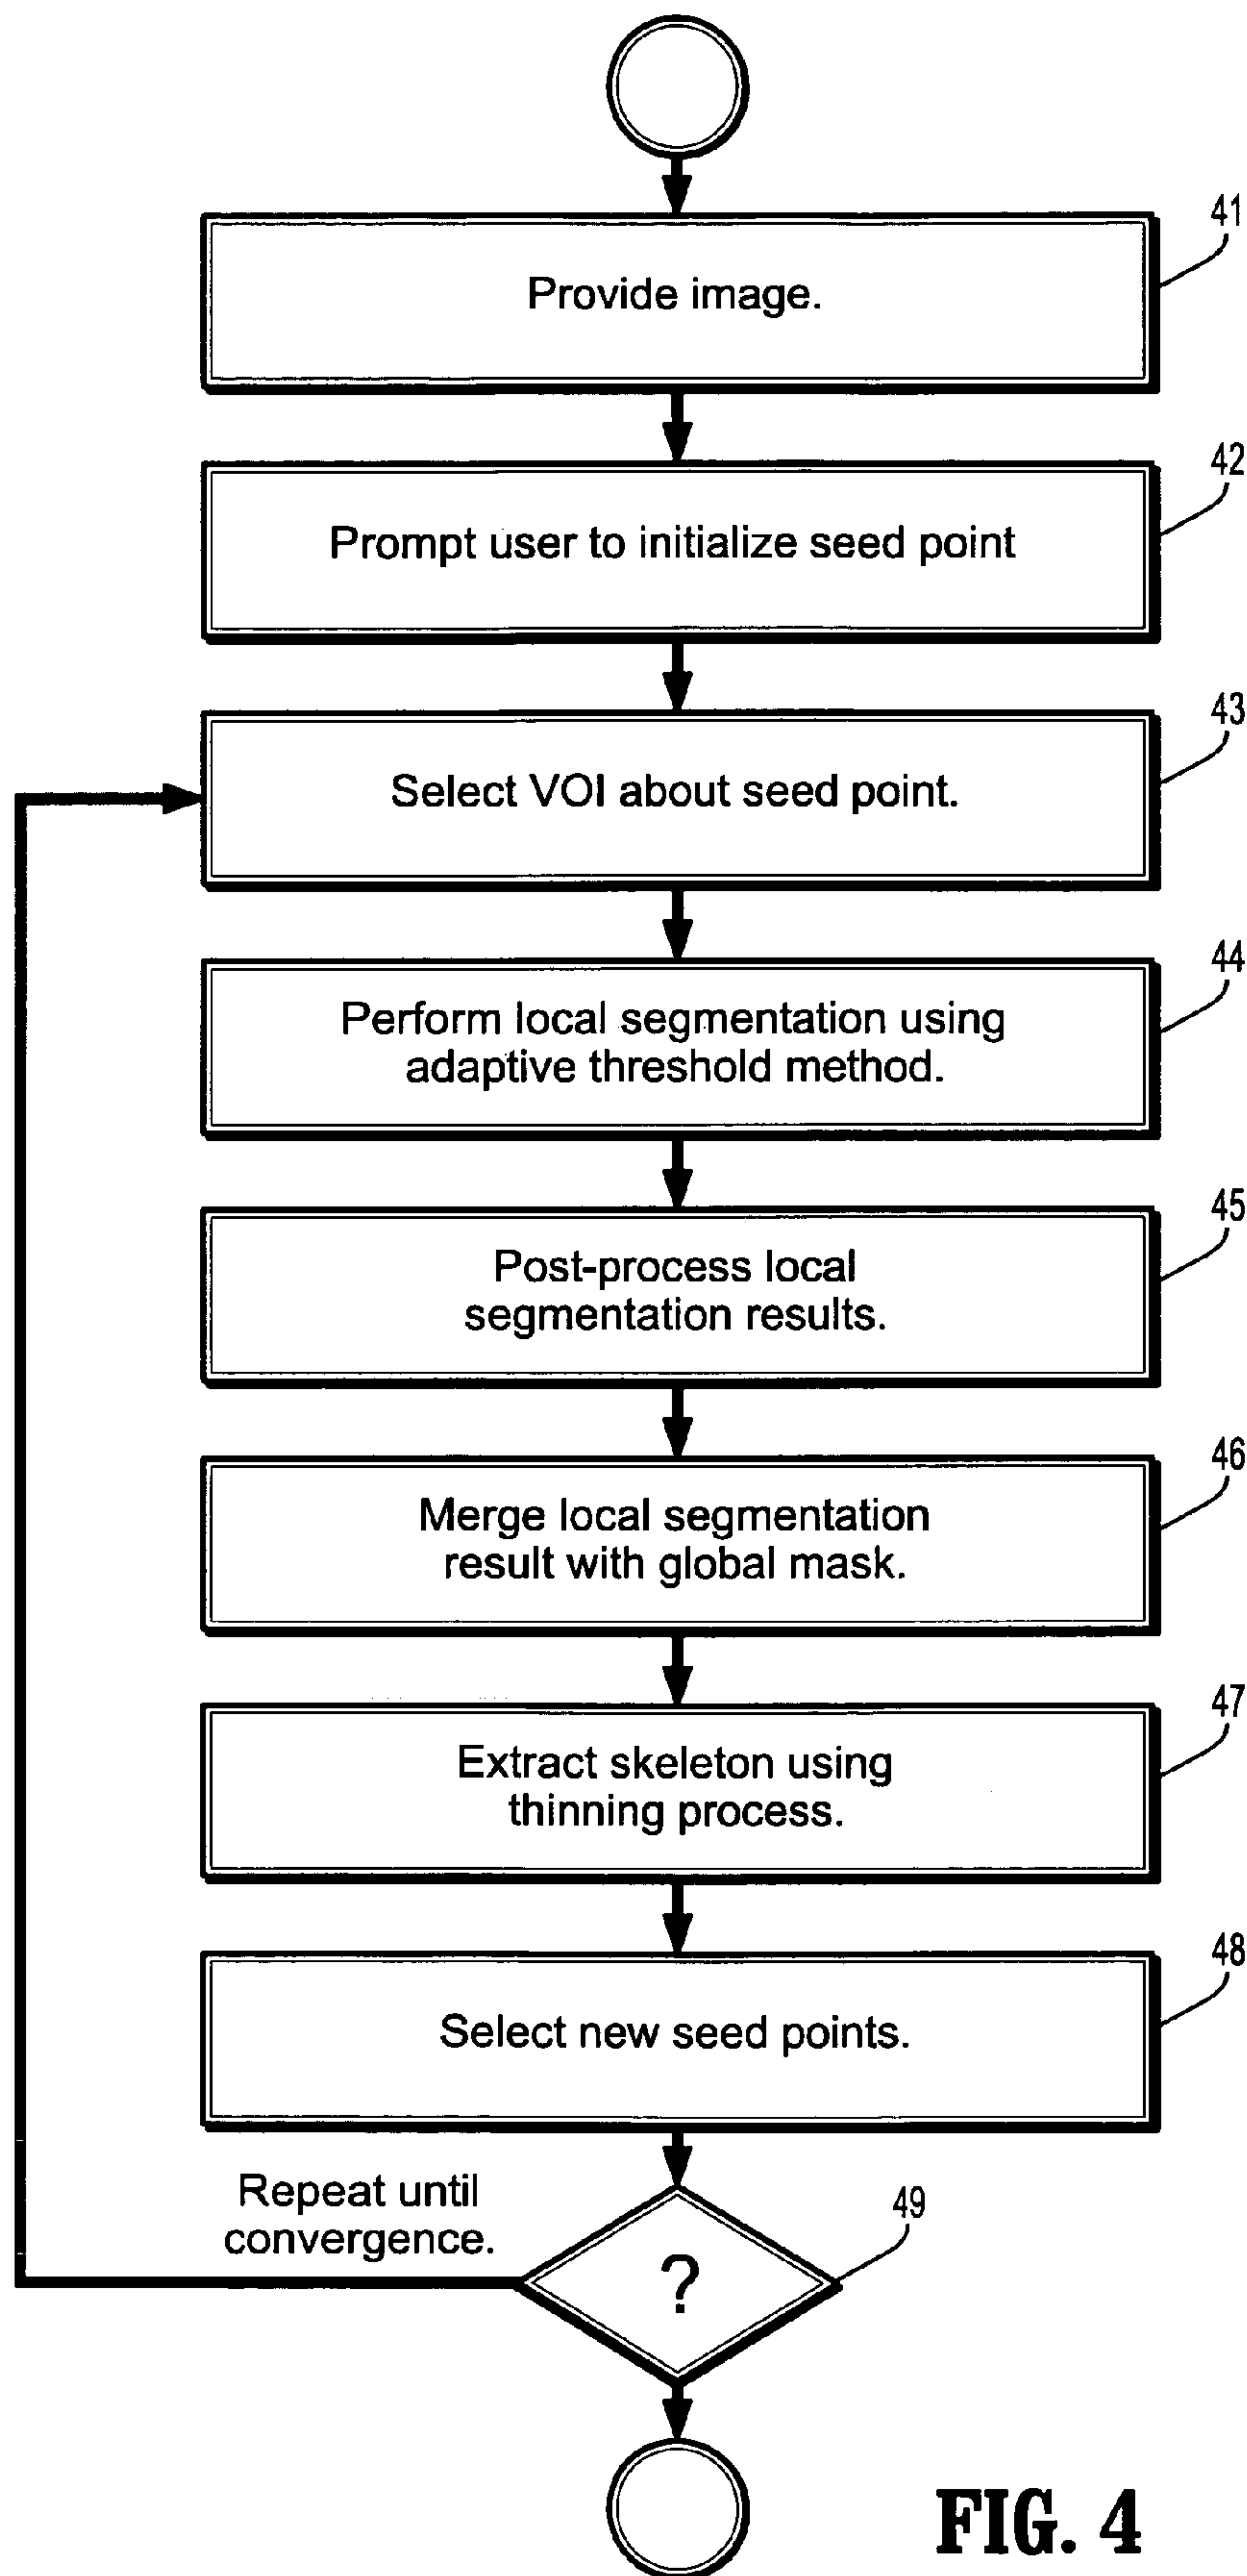 41
Provide image.
42
Prompt user to initialize seed point
43
Select VOI about seed point.
44
Perform local segmentation using
adaptive threshold method.
45
Post-process local
segmentation results.
46
Merge local segmentation
result with global mask.
47
Extract skeleton using
thinning process.
48
Select new seed points.
Repeat until
convergence.
49
?
FIG. 4